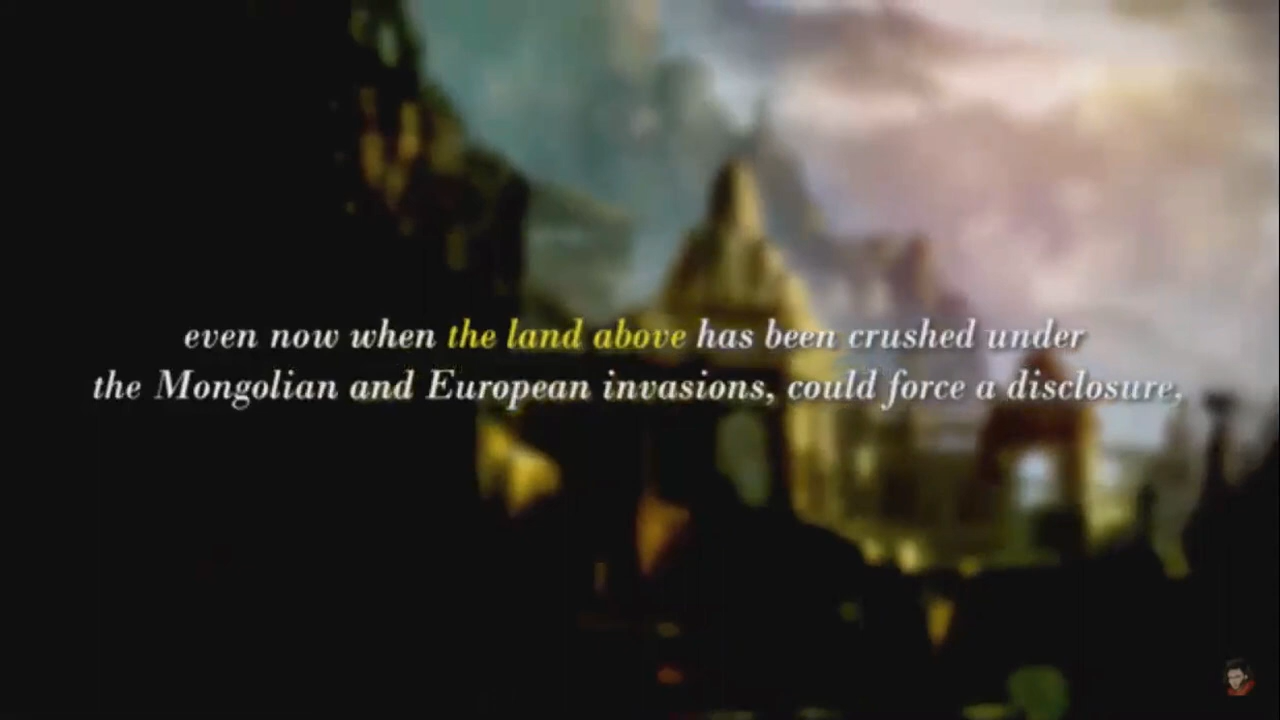 even now when the land above has been crushed under
the Mongolian and European invasions, could force a disclosure.